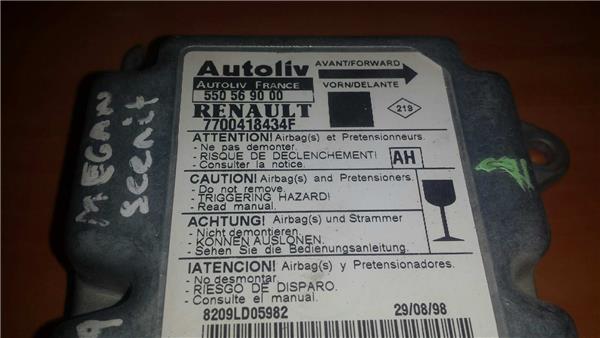 Autoliv
AVANT/FORWARD
AUTOLIV FRANCE
VORN/DELANTE
550 56 90 00
RENAULT
219
7700418434F
ATTENTION! Airbag(s) et Pretensionneurs.
- Ne pas demonter.
- RISQUE DE DECLENCHEMENT!
- Consulter la notice.
AH
CAUTION! Airbag(s) and Pretensioners.
- Do not remove.
- TRIGGERING HAZARD!
- Read manual.
ACHTUNG! Airbag(s) und Strammer
- Nicht demontieren.
- KONNEN AUSLONEN.
- Sehen Sie die Bedienungsanleitung.
!ATENCION! Airbag(s) y Pretensionadores.
- No desmontar.
- RIESGO DE DISPARO.
- Consulte el manual.
8209LD05982
29/08/98
MEGAN
SCENIT
9